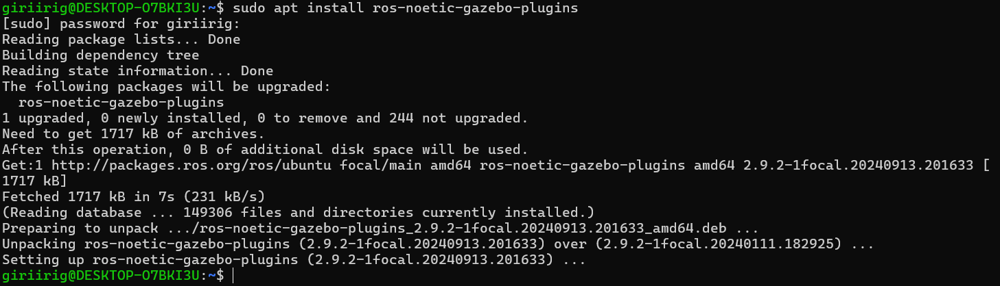 giriirig@DESKTOP-O7BKI3U:~$ sudo apt install ros-noetic-gazebo-plugins
[sudo] password for giriirig:
Reading package lists... Done
Building dependency tree
Reading state information... Done
The following packages will be upgraded:
  ros-noetic-gazebo-plugins
1 upgraded, 0 newly installed, 0 to remove and 244 not upgraded.
Need to get 1717 kB of archives.
After this operation, 0 B of additional disk space will be used.
Get:1 http://packages.ros.org/ros/ubuntu focal/main amd64 ros-noetic-gazebo-plugins amd64 2.9.2-1focal.20240913.201633 [
1717 kB]
Fetched 1717 kB in 7s (231 kB/s)
(Reading database ... 149306 files and directories currently installed.)
Preparing to unpack .../ros-noetic-gazebo-plugins_2.9.2-1focal.20240913.201633_amd64.deb ...
Unpacking ros-noetic-gazebo-plugins (2.9.2-1focal.20240913.201633) over (2.9.2-1focal.20240111.182925) ...
Setting up ros-noetic-gazebo-plugins (2.9.2-1focal.20240913.201633) ...
giriirig@DESKTOP-O7BKI3U:~$